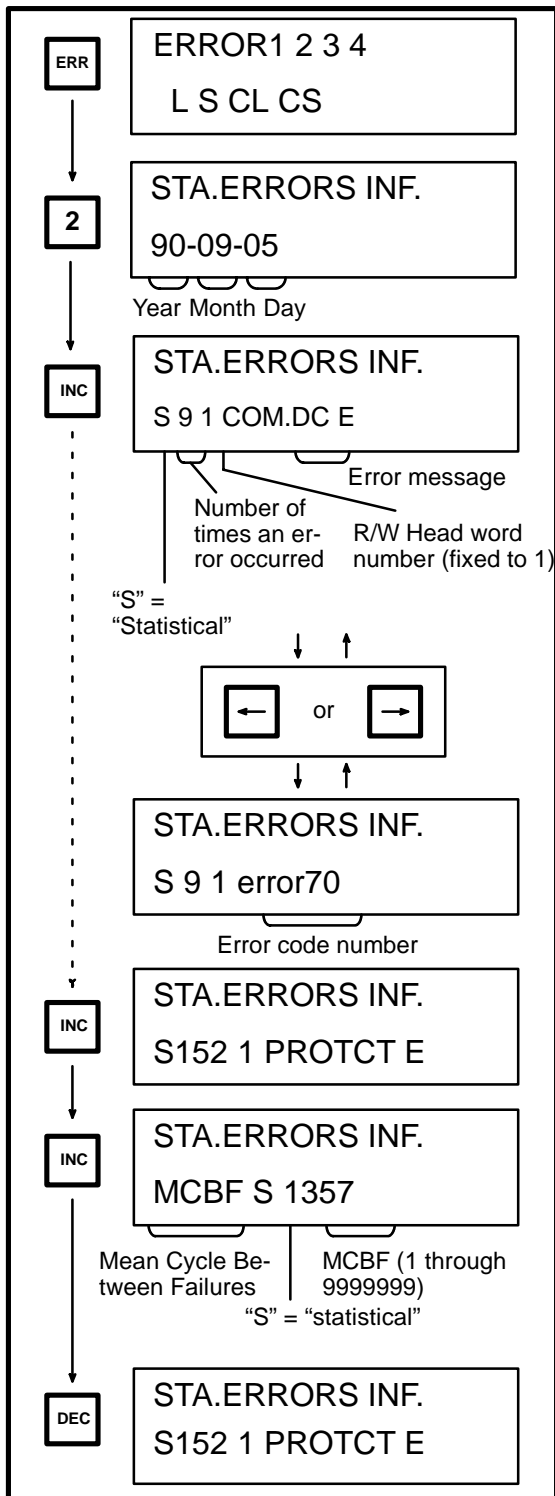 ERR
ERROR1 2 3 4
L S CL CS
2
STA.ERRORS INF.
90-09-05
Year Month Day
INC
STA.ERRORS INF.
S 9 1 COM.DC E
Error message
Number of
times an er-
ror occurred
R/W Head word
number (fixed to 1)
“S” =
“Statistical”
← or →
STA.ERRORS INF.
S 9 1 error70
Error code number
INC
STA.ERRORS INF.
S152 1 PROTCT E
INC
STA.ERRORS INF.
MCBF S 1357
Mean Cycle Be-
tween Failures
MCBF (1 through
9999999)
“S” = “statistical”
DEC
STA.ERRORS INF.
S152 1 PROTCT E